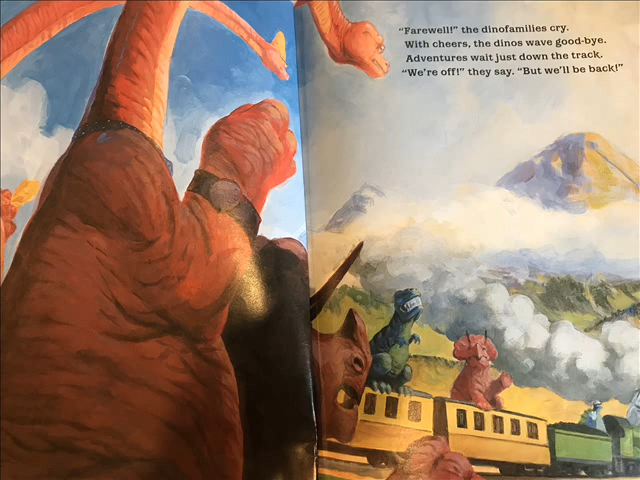 “Farewell!” the dinofamilies cry.
With cheers, the dinos wave good-bye.
Adventures wait just down the track.
“We’re off!” they say. “But we’ll be back!”